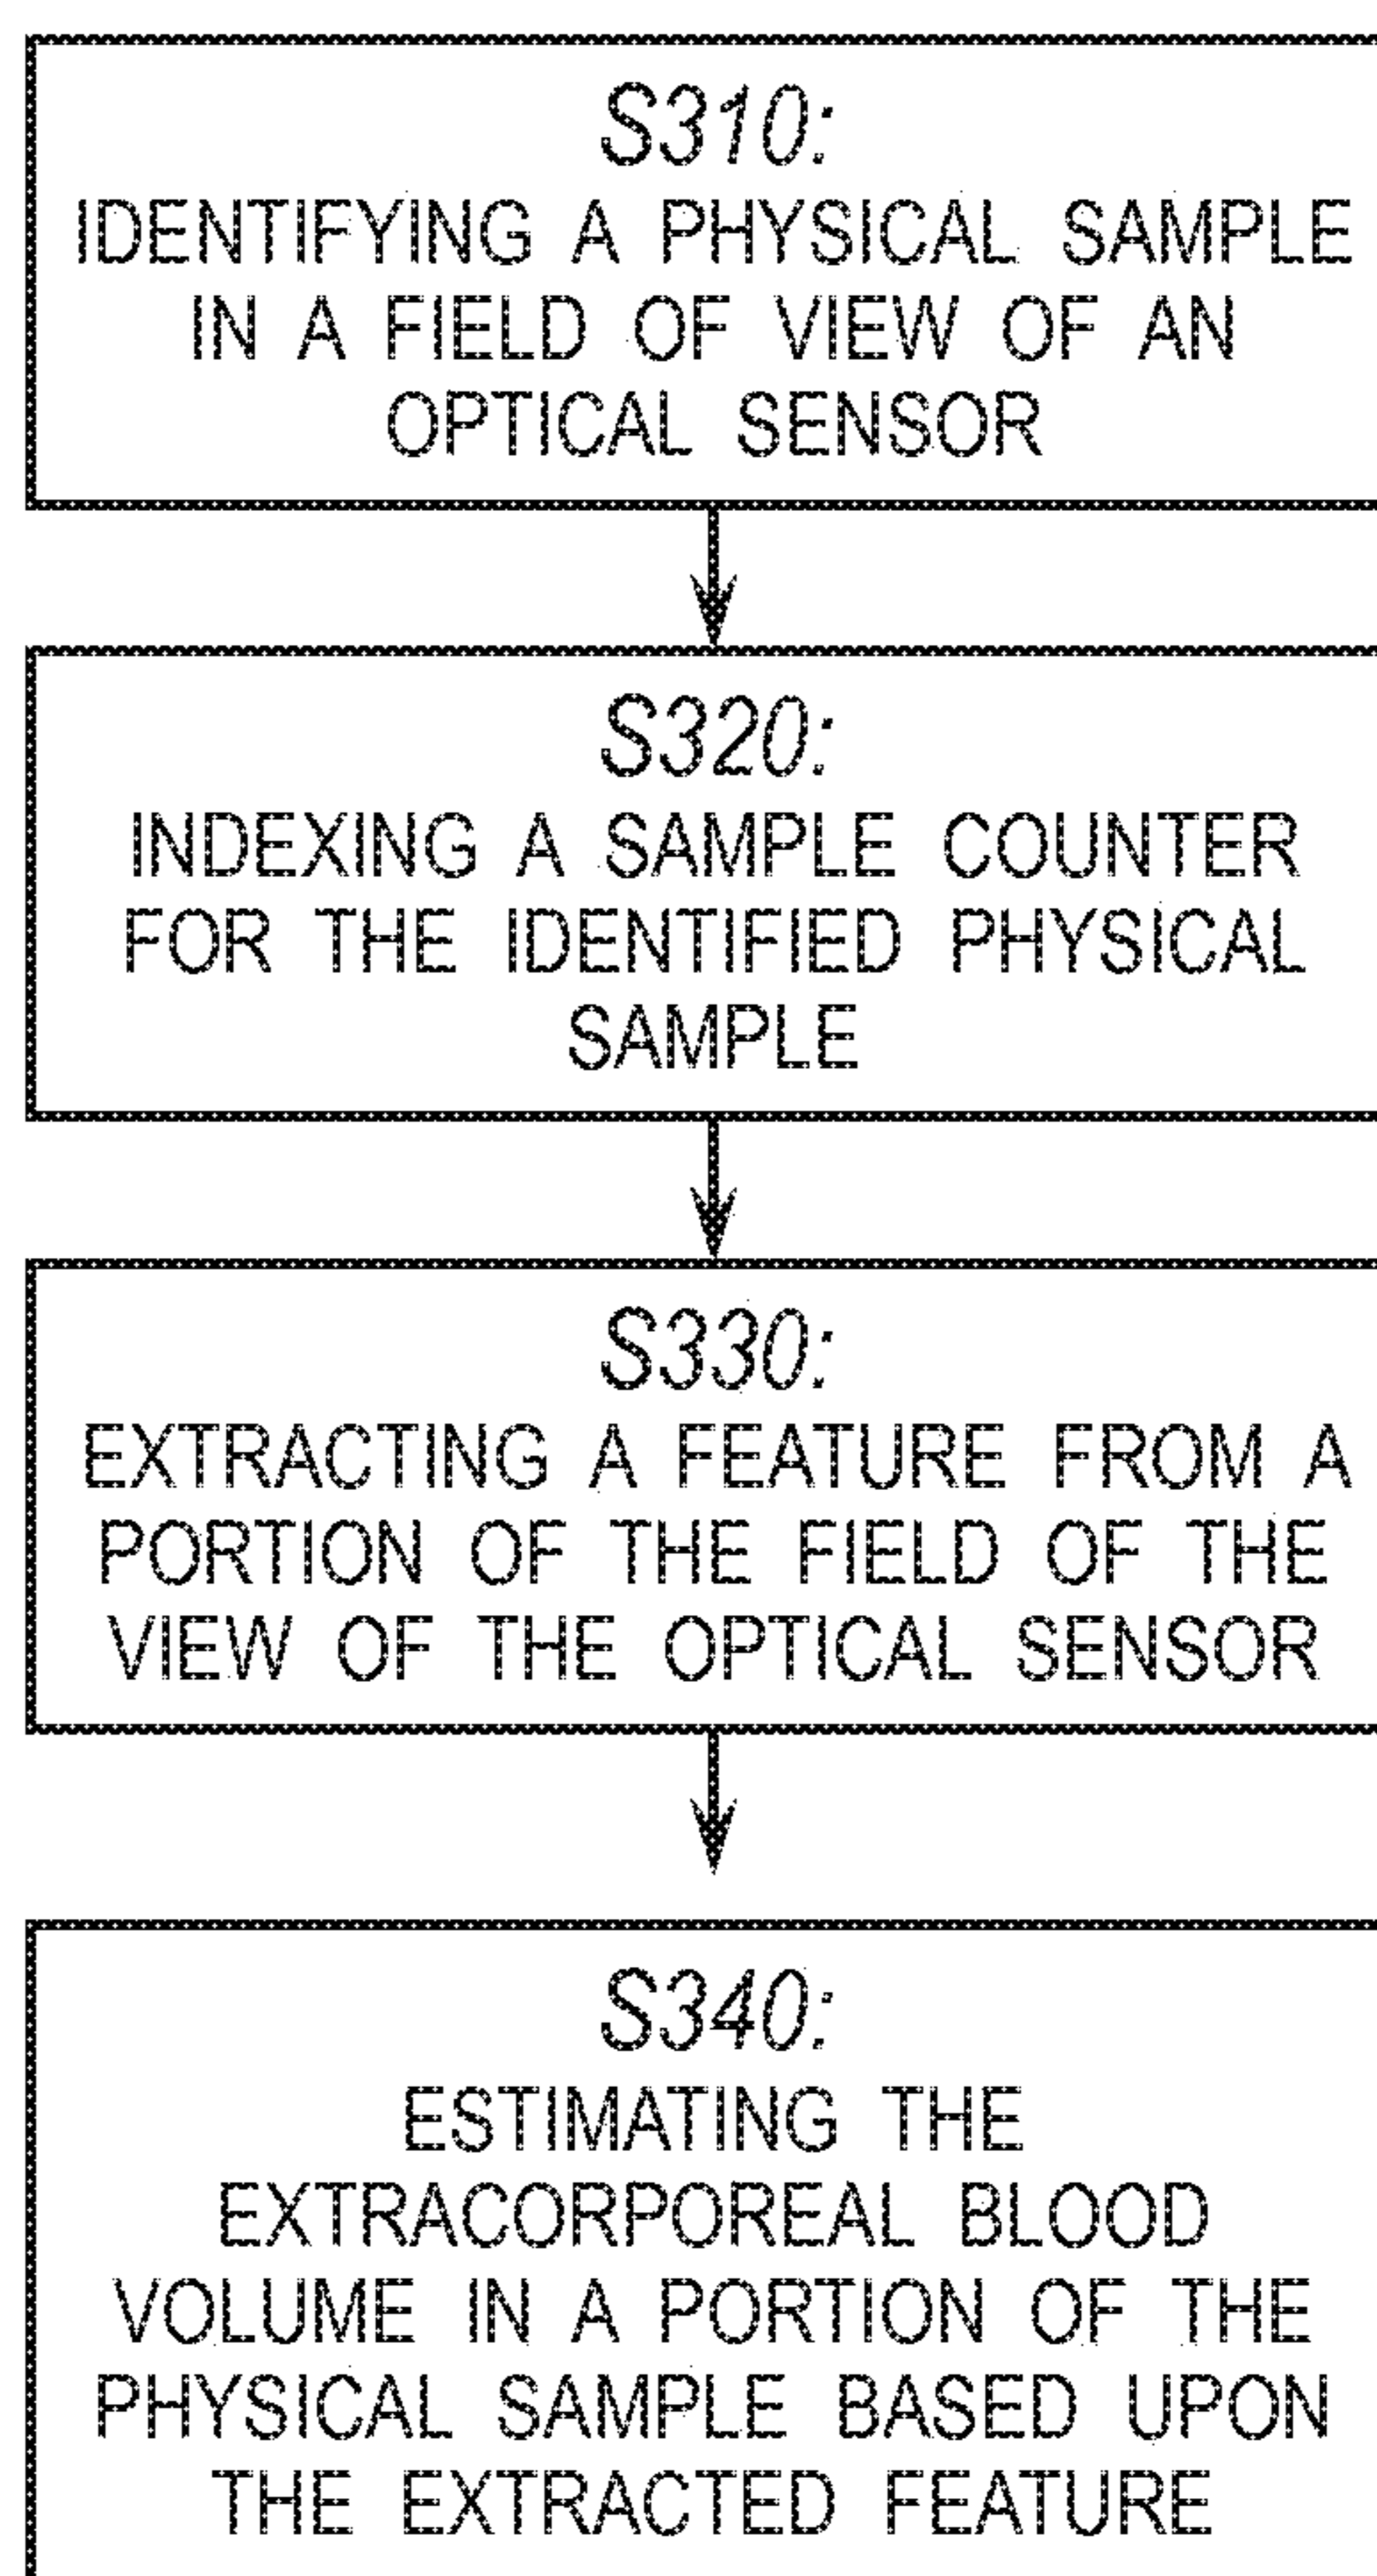 S310:
IDENTIFYING A PHYSICAL SAMPLE
IN A FIELD OF VIEW OF AN
OPTICAL SENSOR
S320:
INDEXING A SAMPLE COUNTER
FOR THE IDENTIFIED PHYSICAL
SAMPLE
S330:
EXTRACTING A FEATURE FROM A
PORTION OF THE FIELD OF THE
VIEW OF THE OPTICAL SENSOR
S340:
ESTIMATING THE
EXTRACORPOREAL BLOOD
VOLUME IN A PORTION OF THE
PHYSICAL SAMPLE BASED UPON
THE EXTRACTED FEATURE